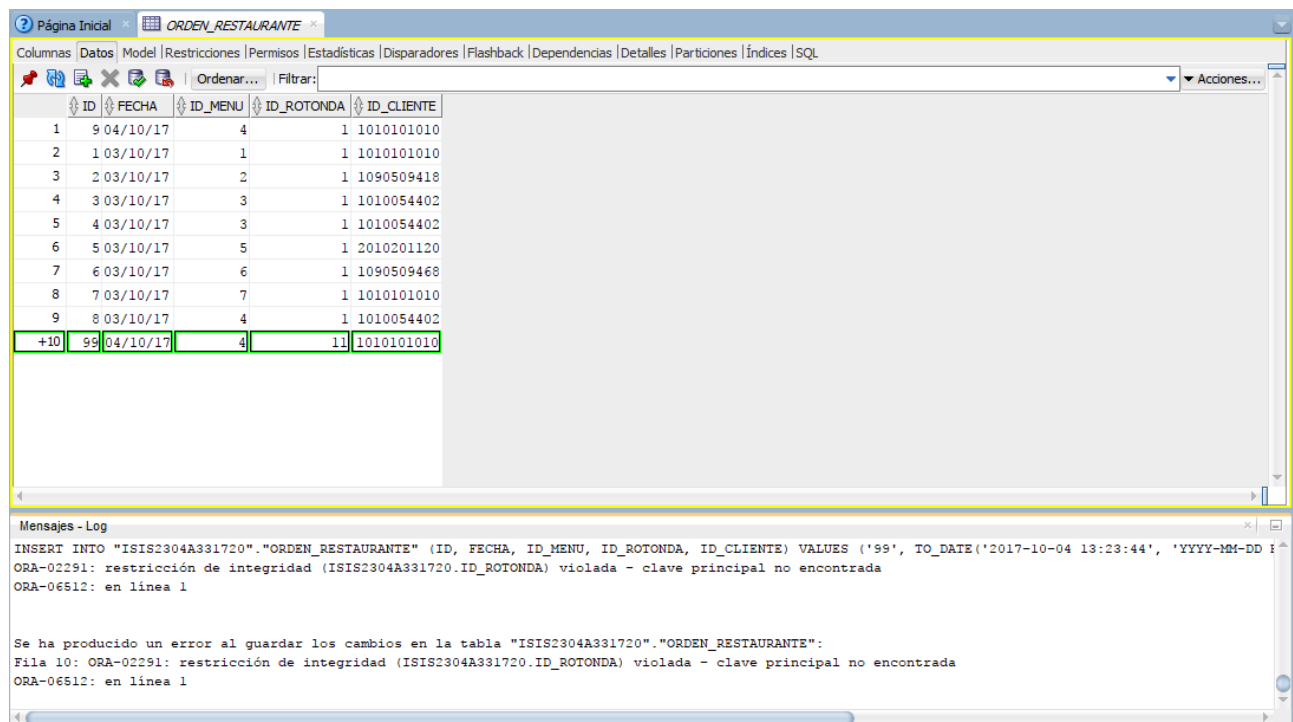 Página Inicial ORDEN_RESTAURANTE
Columnas Datos Model Restricciones Permisos Estadísticas Disparadores Flashback Dependencias Detalles Particiones Índices SQL
Ordenar... Filtrar: Acciones...
ID FECHA ID_MENU ID_ROTONDA ID_CLIENTE
1 9 04/10/17 4 1 1010101010
2 1 03/10/17 1 1 1010101010
3 2 03/10/17 2 1 1090509418
4 3 03/10/17 3 1 1010054402
5 4 03/10/17 3 1 1010054402
6 5 03/10/17 5 1 2010201120
7 6 03/10/17 6 1 1090509468
8 7 03/10/17 7 1 1010101010
9 8 03/10/17 4 1 1010054402
+10 99 04/10/17 4 11 1010101010
Mensajes - Log
INSERT INTO "ISIS2304A331720"."ORDEN_RESTAURANTE" (ID, FECHA, ID_MENU, ID_ROTONDA, ID_CLIENTE) VALUES ('99', TO_DATE('2017-10-04 13:23:44', 'YYYY-MM-DD
ORA-02291: restricción de integridad (ISIS2304A331720.ID_ROTONDA) violada - clave principal no encontrada
ORA-06512: en línea 1
Se ha producido un error al guardar los cambios en la tabla "ISIS2304A331720"."ORDEN_RESTAURANTE":
Fila 10: ORA-02291: restricción de integridad (ISIS2304A331720.ID_ROTONDA) violada - clave principal no encontrada
ORA-06512: en línea 1